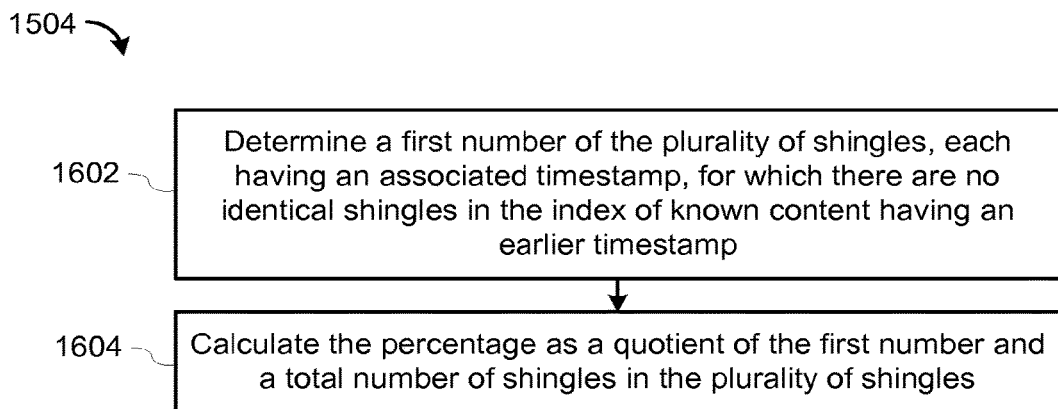 1504
Determine a first number of the plurality of shingles, each
1602
having an associated timestamp, for which there are no
identical shingles in the index of known content having an
earlier timestamp
1604
Calculate the percentage as a quotient of the first number and
a total number of shingles in the plurality of shingles